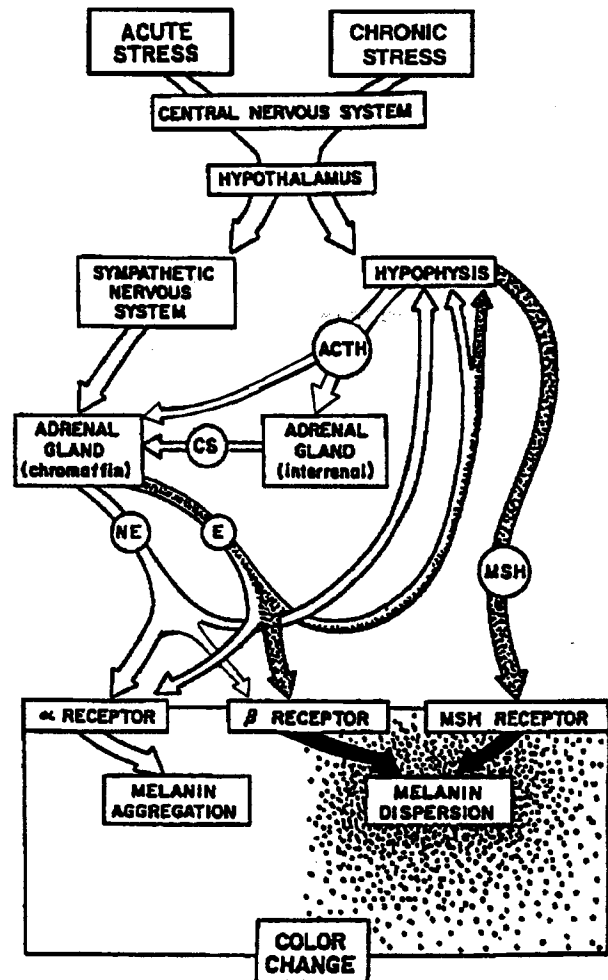 ACUTE
STRESS
CHRONIC
STRESS
CENTRAL NERVOUS SYSTEM
HYPOTHALAMUS
SYMPATHETIC
NERVOUS
SYSTEM
HYPOPHYSIS
ACTH
ADRENAL
GLAND
(chromaffin)
CS
ADRENAL
GLAND
(interrenal)
NE
E
MSH
α RECEPTOR
β RECEPTOR
MSH RECEPTOR
MELANIN
AGGREGATION
MELANIN
DISPERSION
COLOR
CHANGE